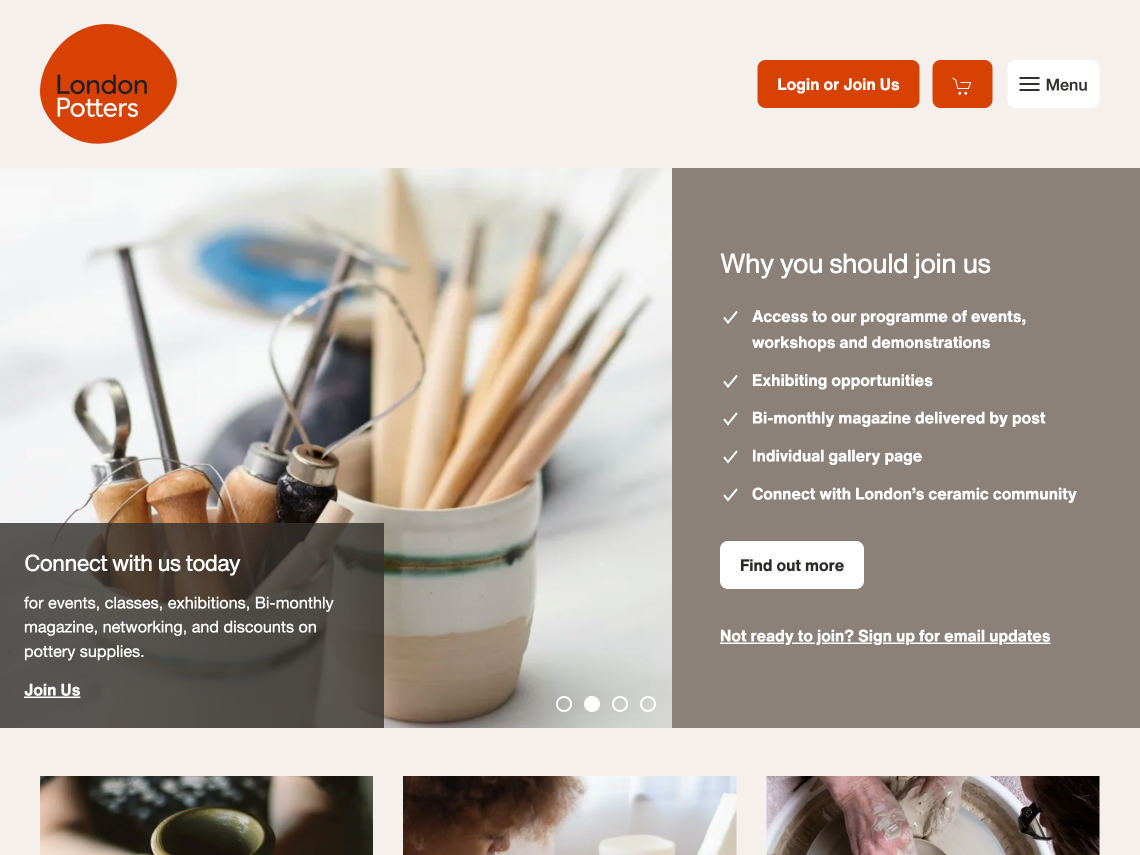 London
Potters
Login or Join Us
Menu
Why you should join us
Access to our programme of events,
workshops and demonstrations
Exhibiting opportunities
Bi-monthly magazine delivered by post
Individual gallery page
Connect with London’s ceramic community
Find out more
Not ready to join? Sign up for email updates
Connect with us today
for events, classes, exhibitions, Bi-monthly
magazine, networking, and discounts on
pottery supplies.
Join Us